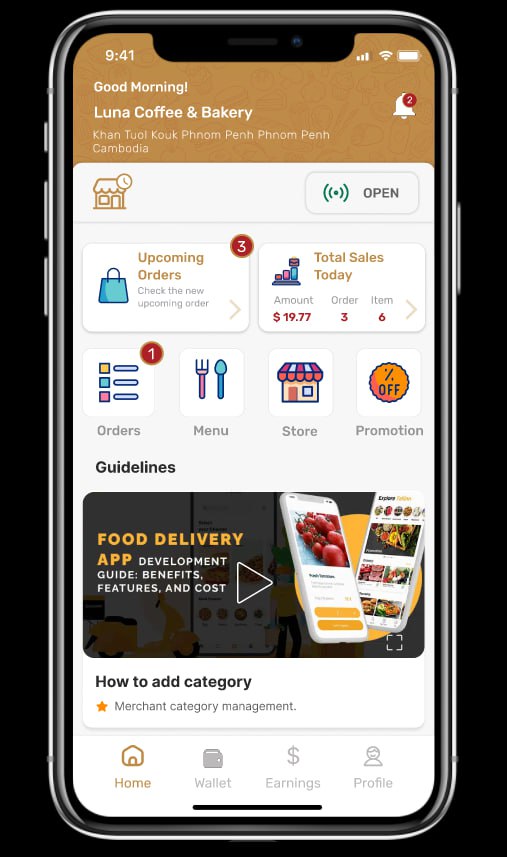 9:41
Good Morning!
Luna Coffee & Bakery
2
Khan Tuol Kouk Phnom Penh Phnom Penh
Cambodia
OPEN
3
Upcoming
Orders
Check the new
upcoming order
Total Sales
Today
Amount Order Item
$ 19.77 3 6
1
% OFF
Orders Menu Store Promotion
Guidelines
FOOD DELIVERY
APP DEVELOPMENT
GUIDE: BENEFITS,
FEATURES, AND COST
Explore
How to add category
Merchant category management.
Home Wallet Earnings Profile